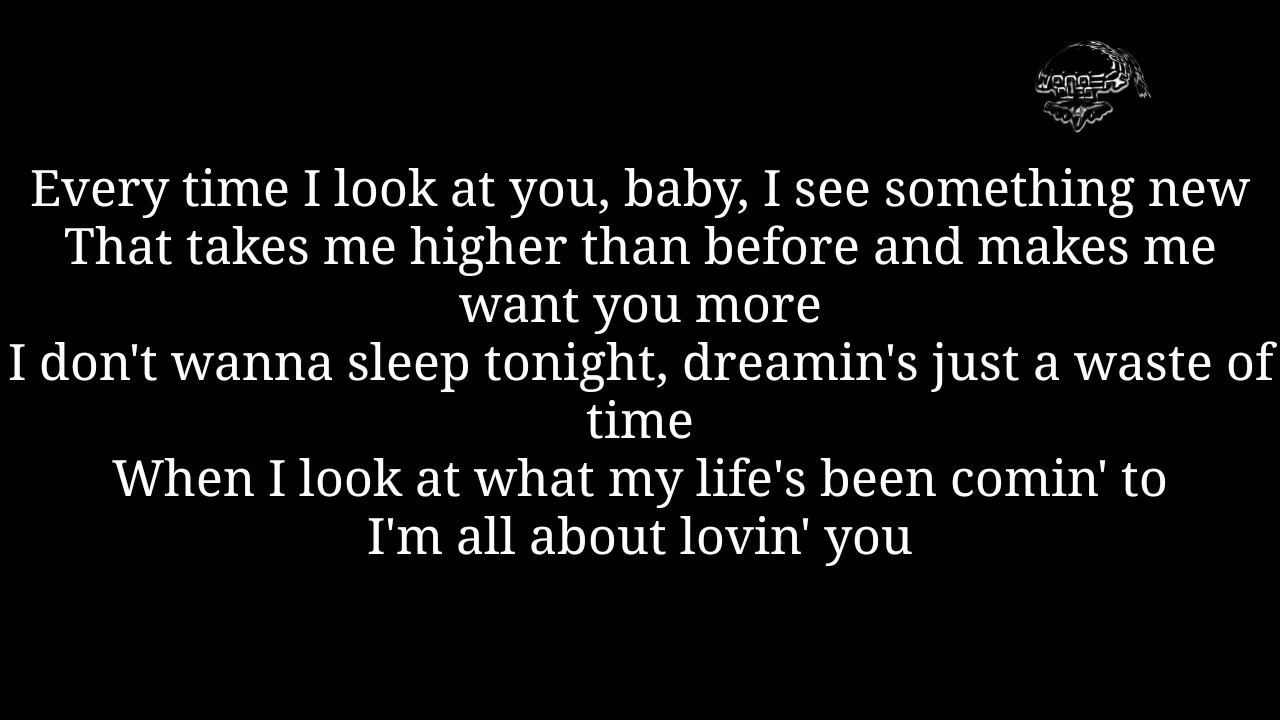 Every time I look at you, baby, I see something new
That takes me higher than before and makes me
want you more
I don't wanna sleep tonight, dreamin's just a waste of
time
When I look at what my life's been comin' to
I'm all about lovin' you